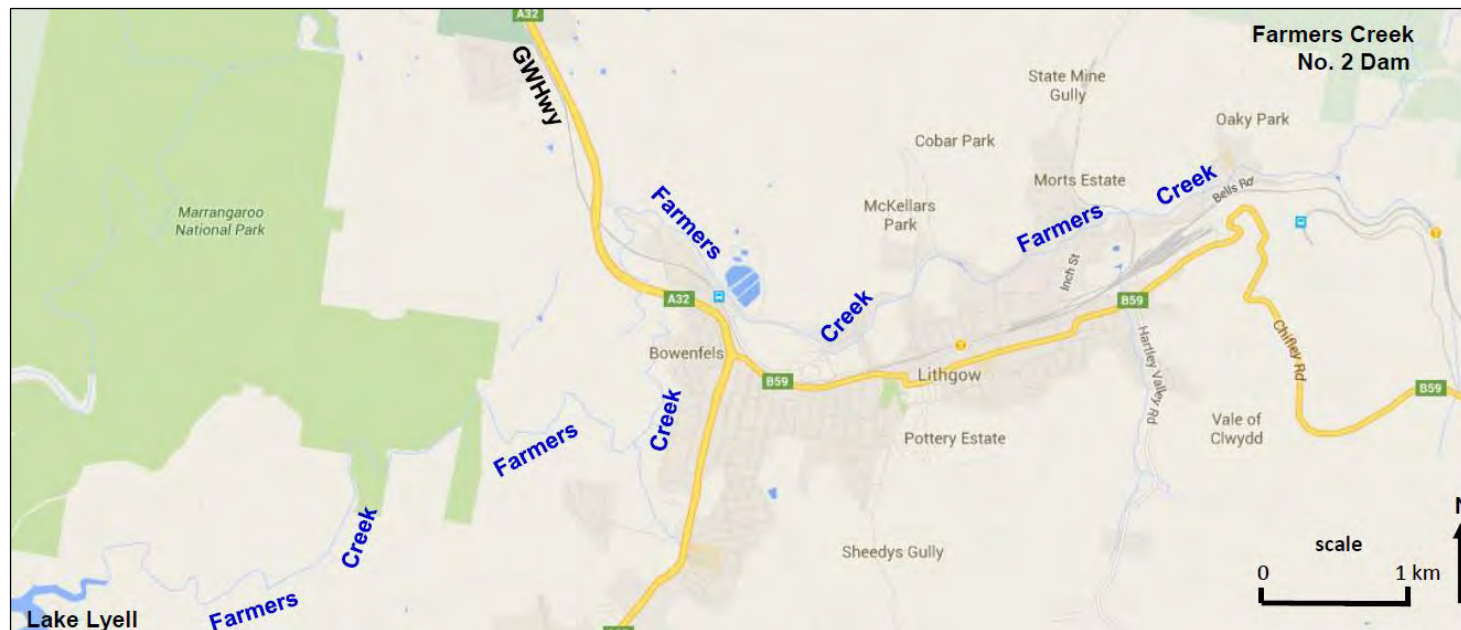 A32
GWHwy
Farmers Creek
No. 2 Dam
State Mine
Gully
Oaky Park
Cobar Park
Marrangaroo
National Park
Farmers
McKellars
Park
Morts Estate
Creek
Bells Rd
Farmers
Inch St
A32
Creek
B59
Bowenfels
B59
Lithgow
Hartley Valley Rd
Chifley Rd
B59
Farmers
Creek
Pottery Estate
Vale of
Clwydd
Creek
Sheedys Gully
N
scale
0 1 km
Lake Lyell
Farmers